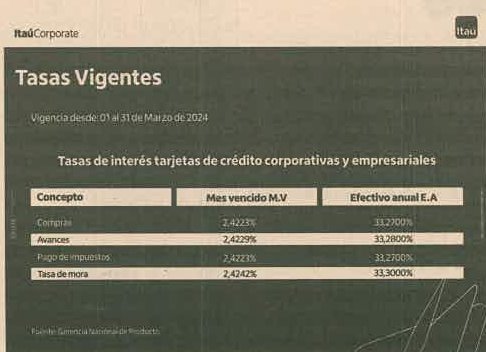 ItaúCorporate
Itaú
Tasas Vigentes
Vigencia desde: 01 al 31 de Marzo de 2024
Tasas de interés tarjetas de crédito corporativas y empresariales
Concepto Mes vencido M.V Efectivo anual E.A
Compras 2,4223% 33,2700%
Avances 2,4229% 33,2800%
Pago de impuestos 2,4223% 33,2700%
Tasa de mora 2,4242% 33,3000%
Fuente: Gerencia Nacional de Producto.